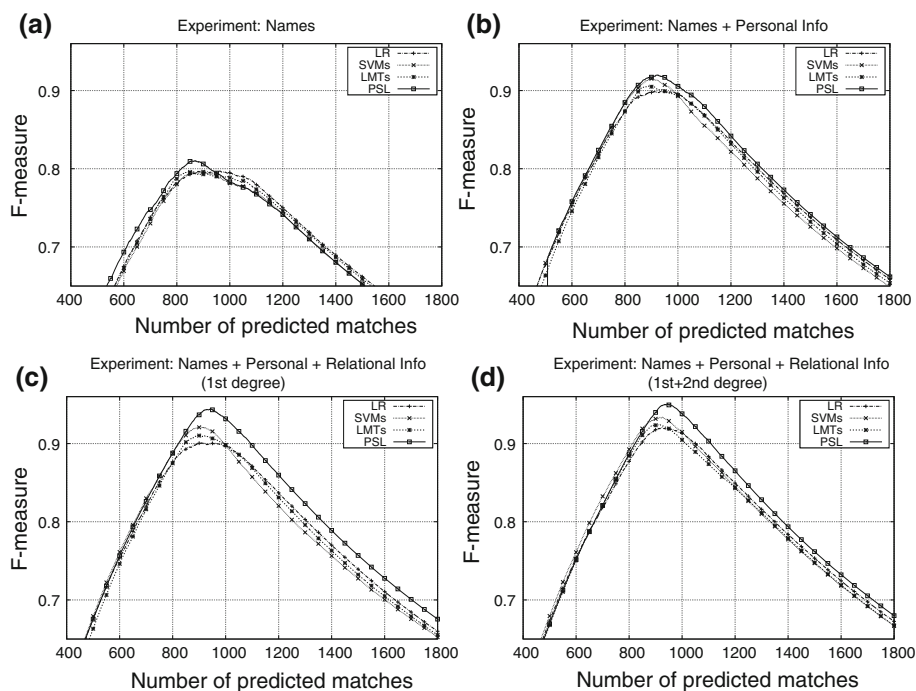 (a)
Experiment: Names
LR
SVMs
LMTs
PSL
F-measure
0.9
0.8
0.7
400 600 800 1000 1200 1400 1600 1800
Number of predicted matches
(b)
Experiment: Names + Personal Info
LR
SVMs
LMTs
PSL
F-measure
0.9
0.8
0.7
400 600 800 1000 1200 1400 1600 1800
Number of predicted matches
(c)
Experiment: Names + Personal + Relational Info
(1st degree)
LR
SVMs
LMTs
PSL
F-measure
0.9
0.8
0.7
400 600 800 1000 1200 1400 1600 1800
Number of predicted matches
(d)
Experiment: Names + Personal + Relational Info
(1st+2nd degree)
LR
SVMs
LMTs
PSL
F-measure
0.9
0.8
0.7
400 600 800 1000 1200 1400 1600 1800
Number of predicted matches